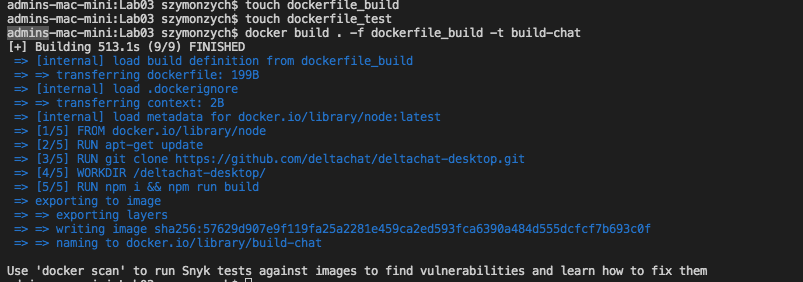 admins-mac-mini:Lab03 szymonzych$ touch dockerfile_build
admins-mac-mini:Lab03 szymonzych$ touch dockerfile_test
admins-mac-mini:Lab03 szymonzych$ docker build . -f dockerfile_build -t build-chat
[+] Building 513.1s (9/9) FINISHED
=> [internal] load build definition from dockerfile_build
=> => transferring dockerfile: 199B
=> [internal] load .dockerignore
=> => transferring context: 2B
=> [internal] load metadata for docker.io/library/node:latest
=> [1/5] FROM docker.io/library/node
=> [2/5] RUN apt-get update
=> [3/5] RUN git clone https://github.com/deltachat/deltachat-desktop.git
=> [4/5] WORKDIR /deltachat-desktop/
=> [5/5] RUN npm i && npm run build
=> exporting to image
=> => exporting layers
=> => writing image sha256:57629d907e9f119fa25a2281e459ca2ed593fca6390a484d555dcfcf7b693c0f
=> => naming to docker.io/library/build-chat
Use 'docker scan' to run Snyk tests against images to find vulnerabilities and learn how to fix them
admins-mac-mini:Lab03 szymonzych$